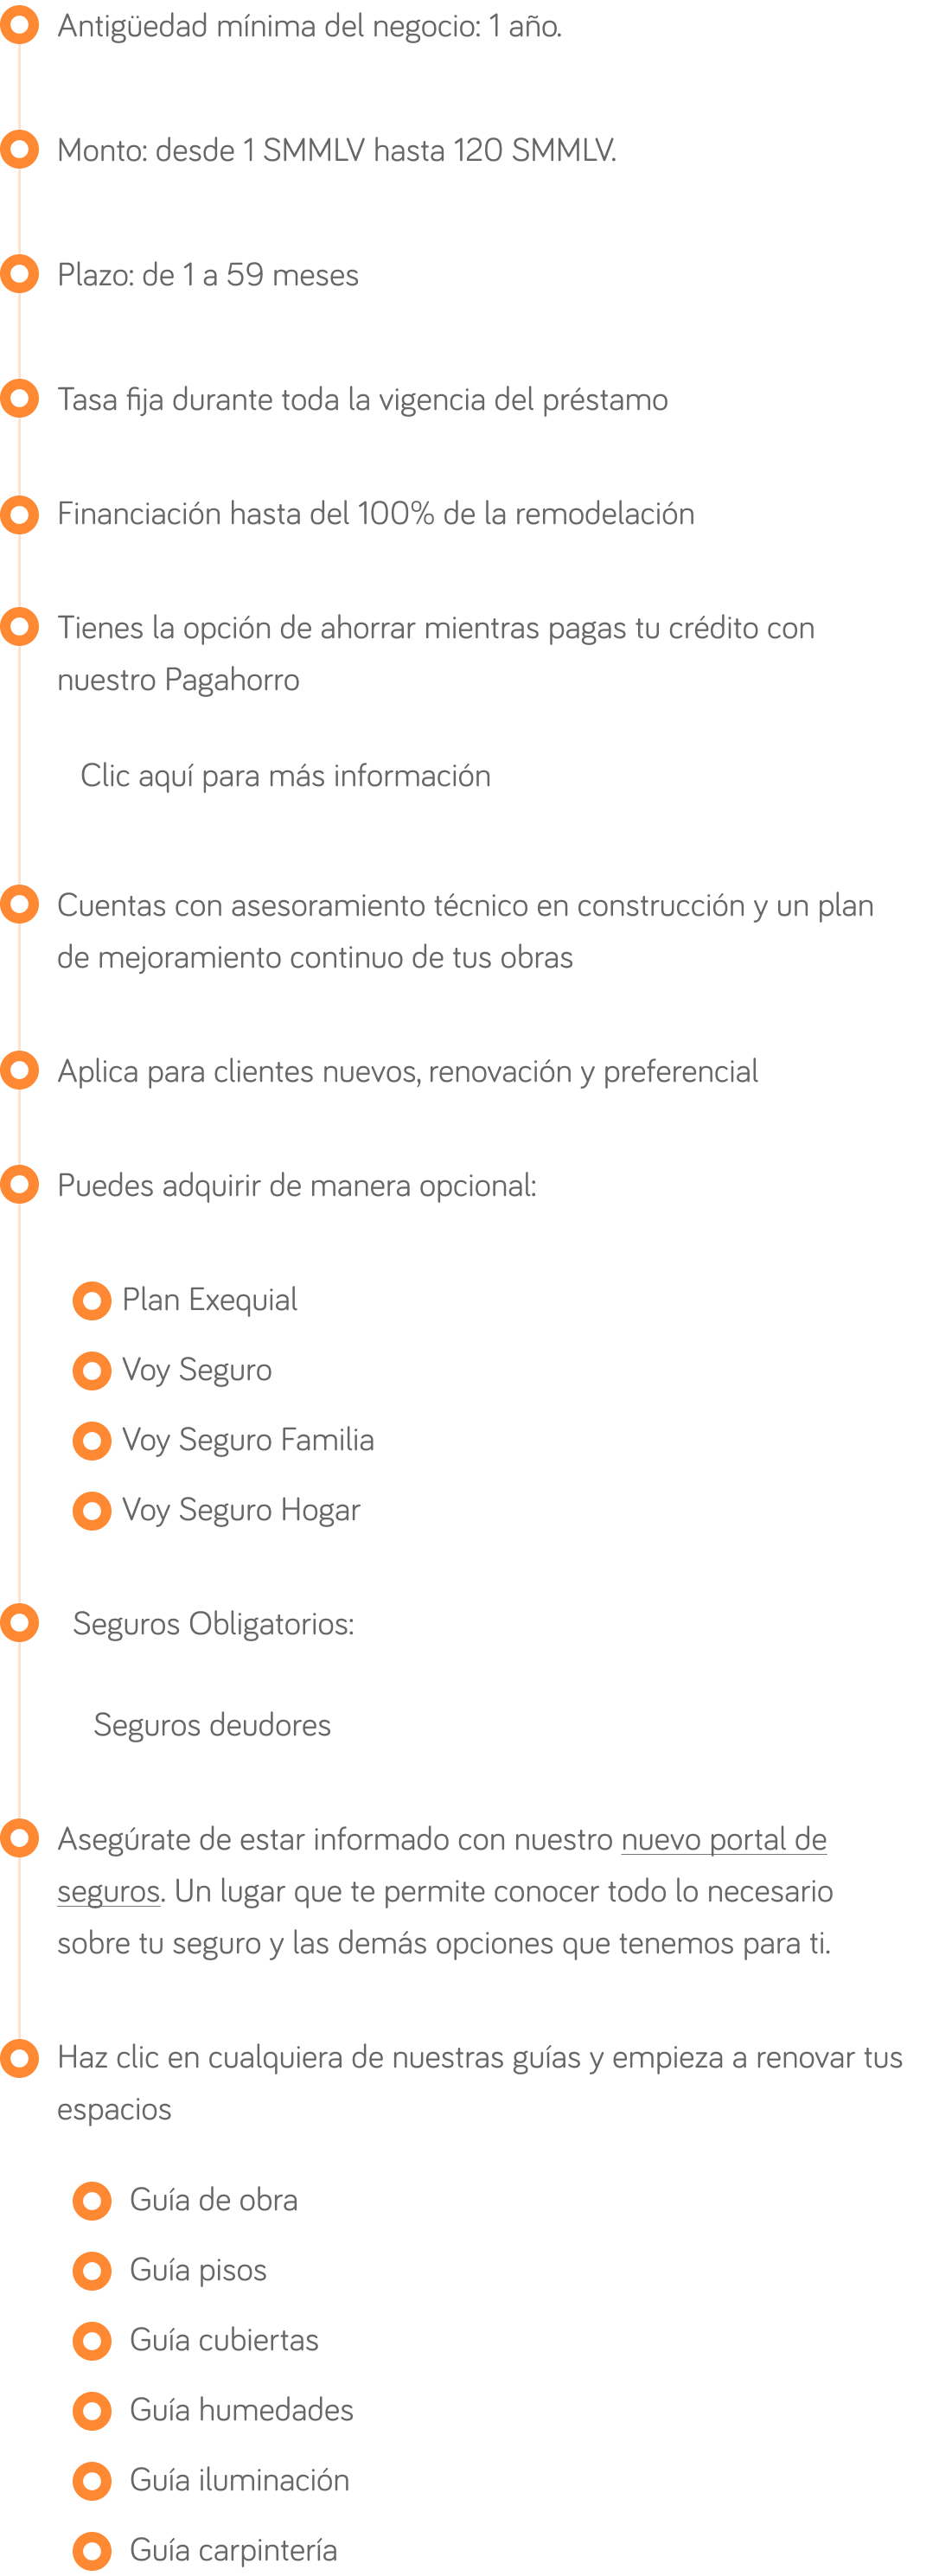 Antigüedad mínima del negocio: 1 año.
Monto: desde 1 SMMLV hasta 120 SMMLV.
Plazo: de 1 a 59 meses
Tasa fija durante toda la vigencia del préstamo
Financiación hasta del 100% de la remodelación
Tienes la opción de ahorrar mientras pagas tu crédito con
nuestro Pagahorro
Clic aquí para más información
Cuentas con asesoramiento técnico en construcción y un plan
de mejoramiento continuo de tus obras
Aplica para clientes nuevos, renovación y preferencial
Puedes adquirir de manera opcional:
Plan Exequial
Voy Seguro
Voy Seguro Familia
Voy Seguro Hogar
Seguros Obligatorios:
Seguros deudores
Asegúrate de estar informado con nuestro nuevo portal de
seguros. Un lugar que te permite conocer todo lo necesario
sobre tu seguro y las demás opciones que tenemos para ti.
Haz clic en cualquiera de nuestras guías y empieza a renovar tus
espacios
Guía de obra
Guía pisos
Guía cubiertas
Guía humedades
Guía iluminación
Guía carpintería